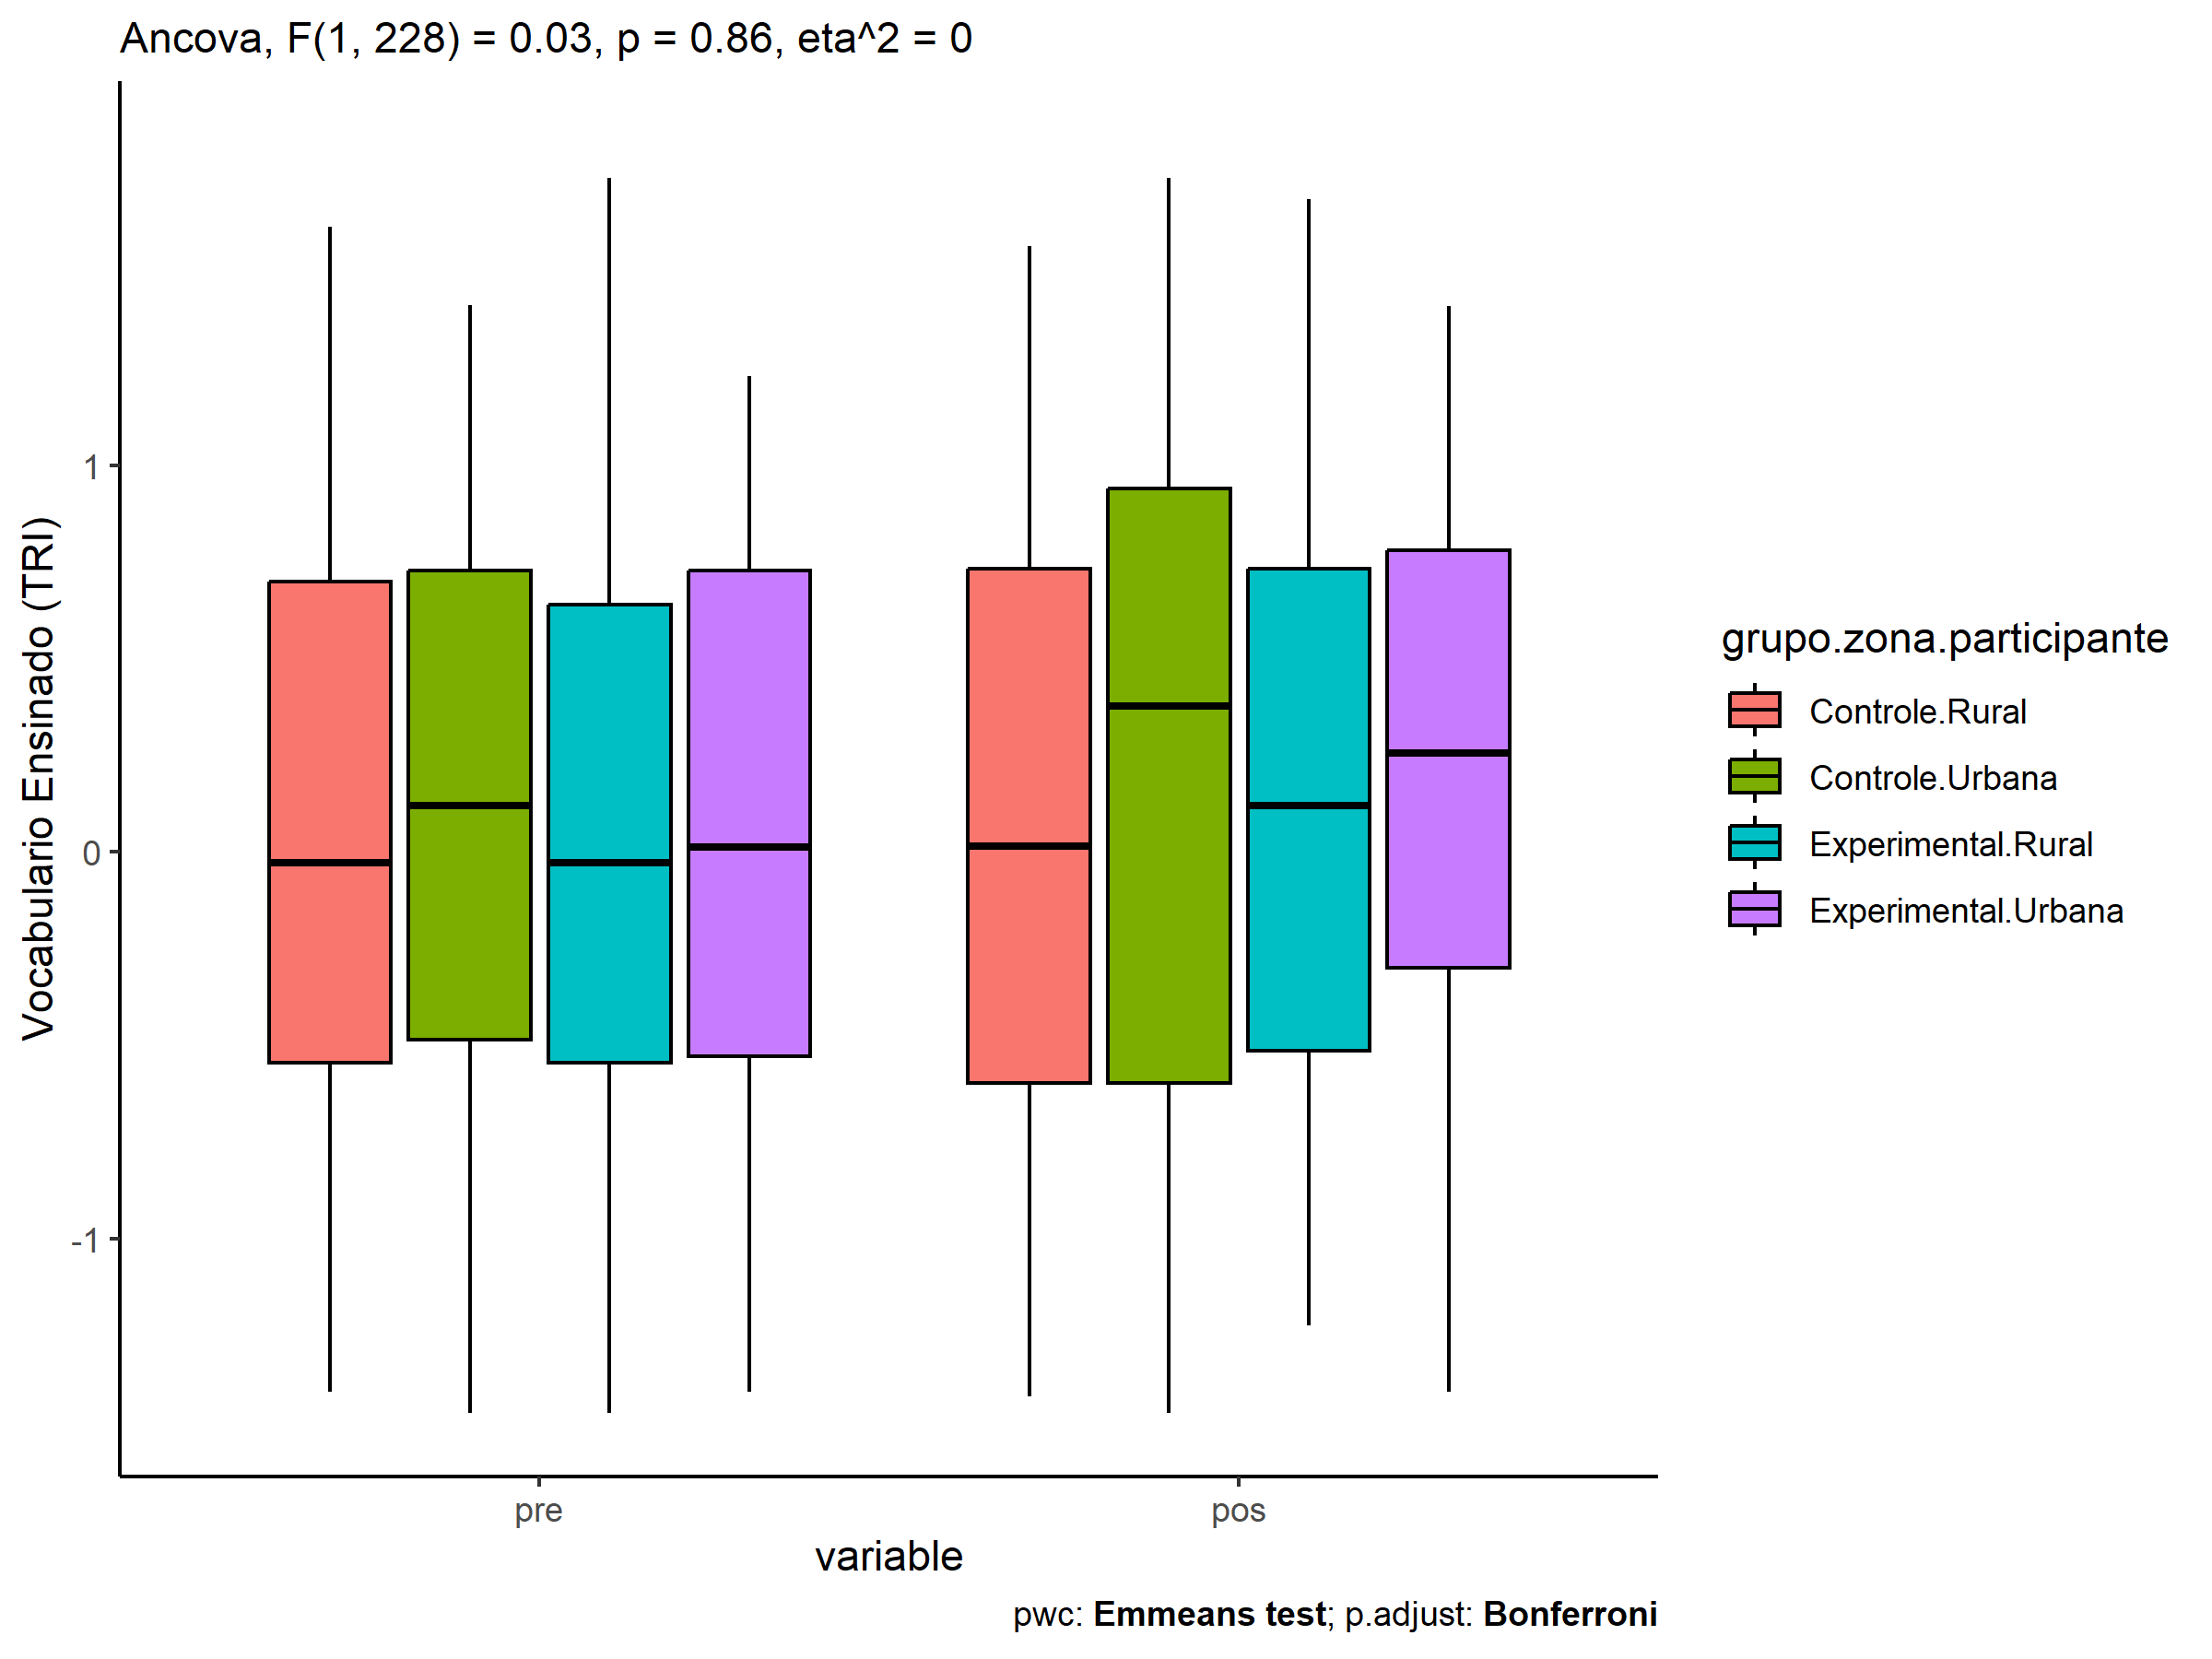 Ancova, F(1, 228) = 0.03, p = 0.86, eta^2 = 0
Vocabulario Ensinado (TRI)
1
0
-1
pre
pos
variable
grupo.zona.participante
Controle.Rural
Controle.Urbana
Experimental.Rural
Experimental.Urbana
pwc: Emmeans test; p.adjust: Bonferroni